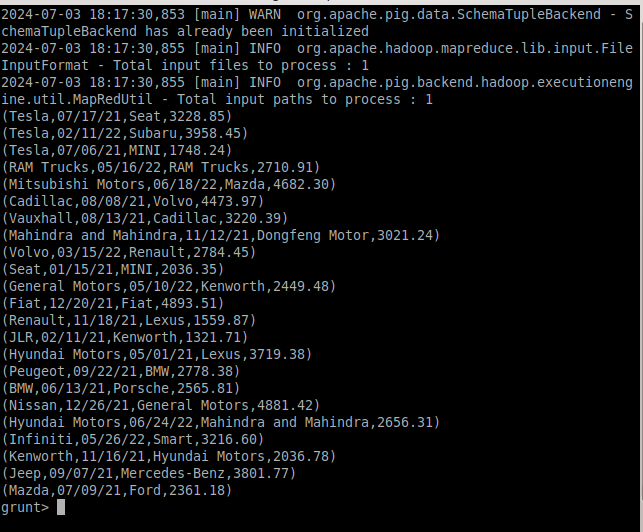 2024-07-03 18:17:30,853 [main] WARN  org.apache.pig.data.SchemaTupleBackend - S
chemaTupleBackend has already been initialized
2024-07-03 18:17:30,855 [main] INFO  org.apache.hadoop.mapreduce.lib.input.File
InputFormat - Total input files to process : 1
2024-07-03 18:17:30,855 [main] INFO  org.apache.pig.backend.hadoop.executioneng
ine.util.MapRedUtil - Total input paths to process : 1
(Tesla,07/17/21,Seat,3228.85)
(Tesla,02/11/22,Subaru,3958.45)
(Tesla,07/06/21,MINI,1748.24)
(RAM Trucks,05/16/22,RAM Trucks,2710.91)
(Mitsubishi Motors,06/18/22,Mazda,4682.30)
(Cadillac,08/08/21,Volvo,4473.97)
(Vauxhall,08/13/21,Cadillac,3220.39)
(Mahindra and Mahindra,11/12/21,Dongfeng Motor,3021.24)
(Volvo,03/15/22,Renault,2784.45)
(Seat,01/15/21,MINI,2036.35)
(General Motors,05/10/22,Kenworth,2449.48)
(Fiat,12/20/21,Fiat,4893.51)
(Renault,11/18/21,Lexus,1559.87)
(JLR,02/11/21,Kenworth,1321.71)
(Hyundai Motors,05/01/21,Lexus,3719.38)
(Peugeot,09/22/21,BMW,2778.38)
(BMW,06/13/21,Porsche,2565.81)
(Nissan,12/26/21,General Motors,4881.42)
(Hyundai Motors,06/24/22,Mahindra and Mahindra,2656.31)
(Infiniti,05/26/22,Smart,3216.60)
(Kenworth,11/16/21,Hyundai Motors,2036.78)
(Jeep,09/07/21,Mercedes-Benz,3801.77)
(Mazda,07/09/21,Ford,2361.18)
grunt>